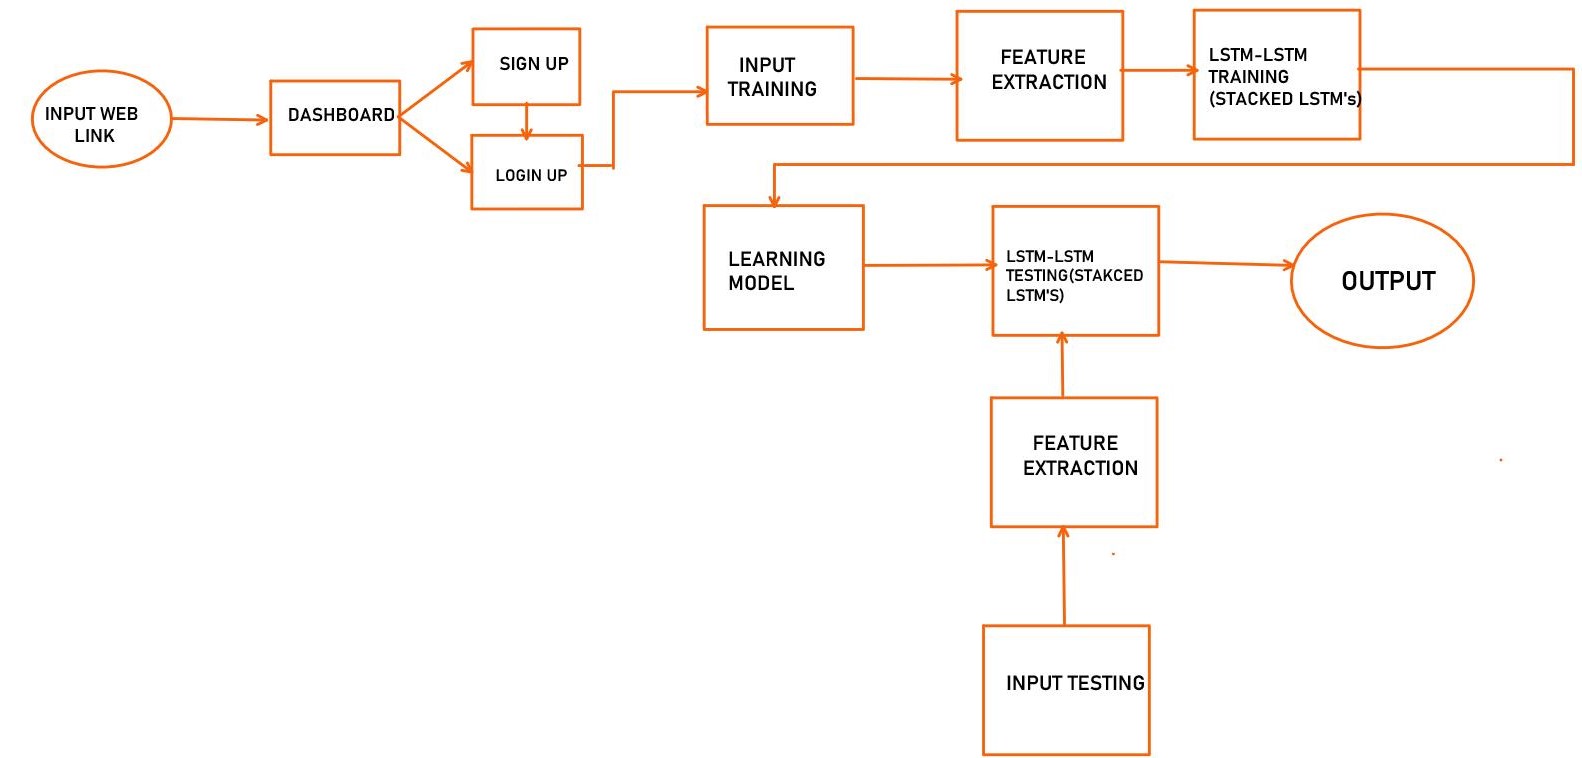 INPUT WEB
LINK
DASHBOARD
SIGN UP
LOGIN UP
INPUT
TRAINING
FEATURE
EXTRACTION
LSTM-LSTM
TRAINING
(STACKED LSTM's)
LEARNING
MODEL
LSTM-LSTM
TESTING(STAKCED
LSTM'S)
OUTPUT
FEATURE
EXTRACTION
INPUT TESTING